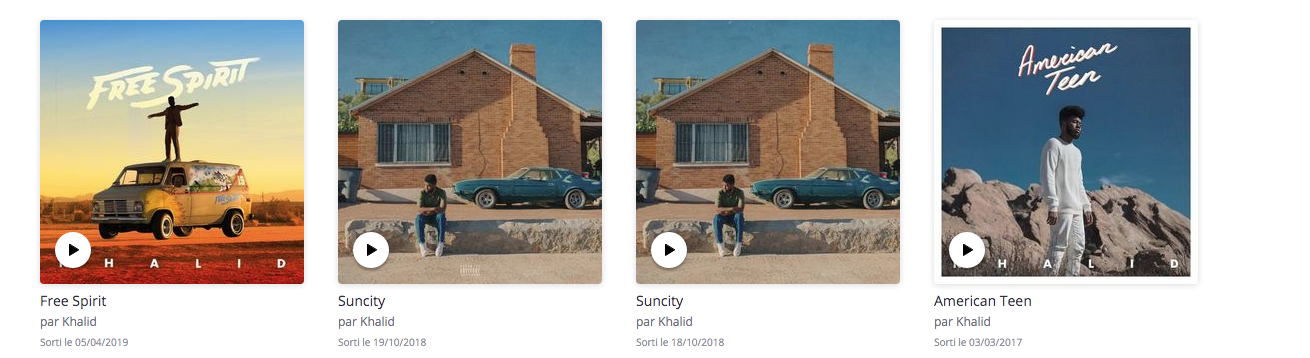 FREE SPIRIT
H A L I D
Free Spirit
par Khalid
Sorti le 05/04/2019
Suncity
par Khalid
Sorti le 19/10/2018
Suncity
par Khalid
Sorti le 18/10/2018
American
Teen
H A L I D
American Teen
par Khalid
Sorti le 03/03/2017